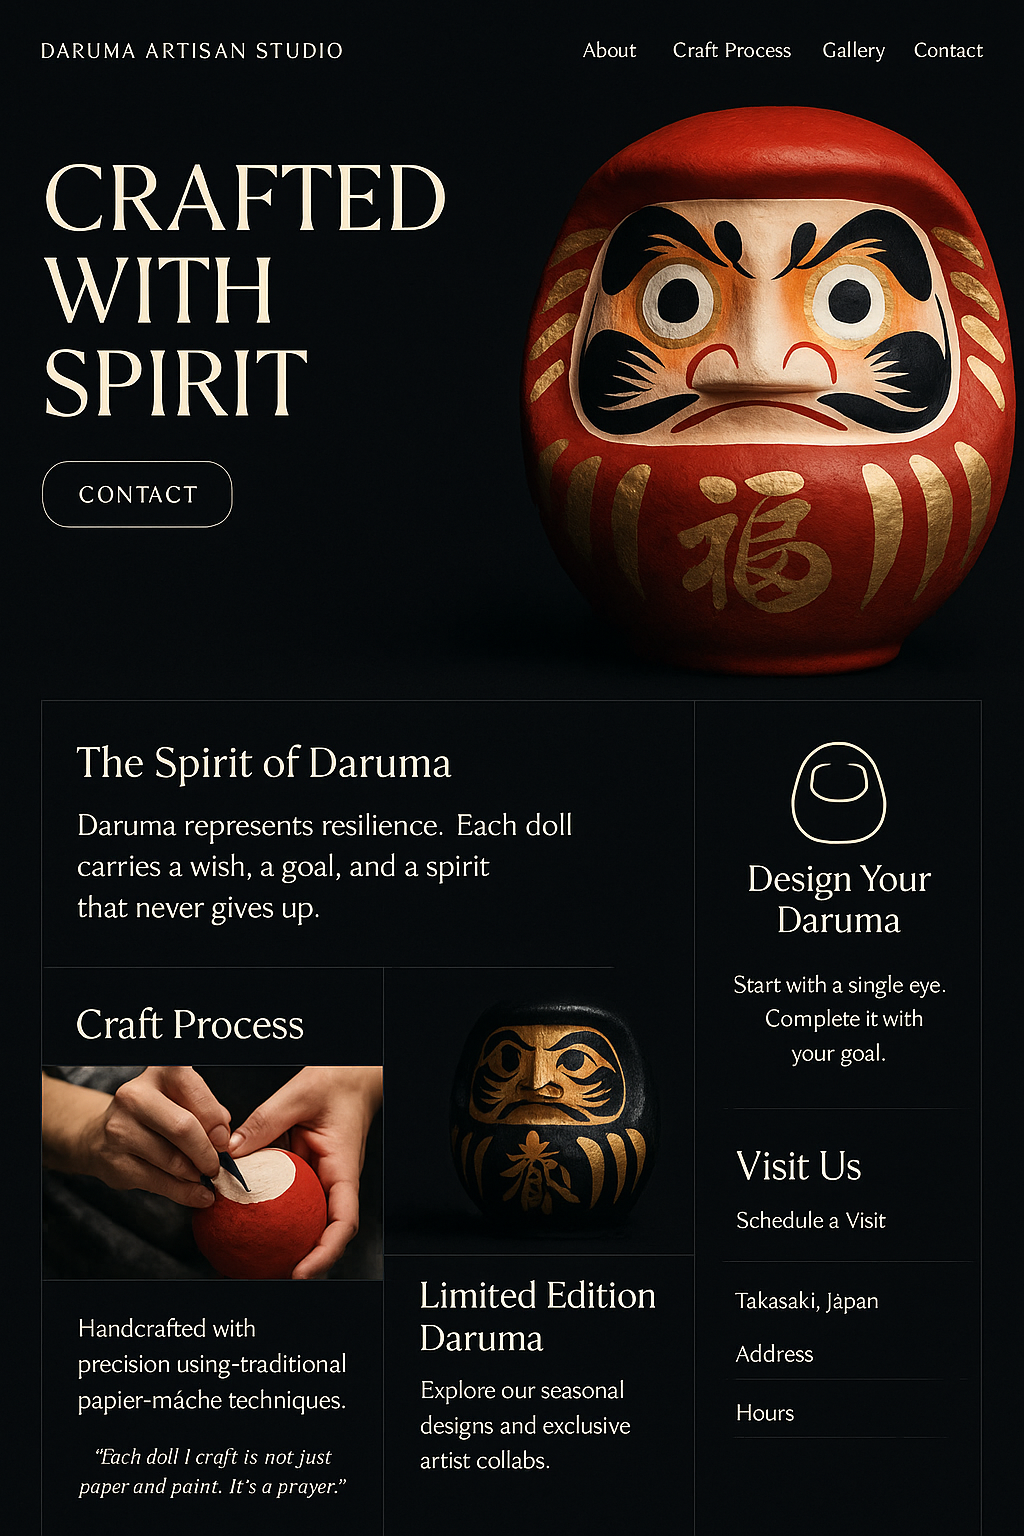 DARUMA ARTISAN STUDIO
About Craft Process Gallery Contact
CRAFTED
WITH
SPIRIT
CONTACT
福
The Spirit of Daruma
Daruma represents resilience. Each doll
carries a wish, a goal, and a spirit
that never gives up.
Craft Process
Handcrafted with
precision using-traditional
papier-máche techniques.
“Each doll I craft is not just
paper and paint. It’s a prayer.”
Limited Edition
Daruma
Explore our seasonal
designs and exclusive
artist collabs.
Design Your
Daruma
Start with a single eye.
Complete it with
your goal.
Visit Us
Schedule a Visit
Takasaki, Jȧpan
Address
Hours